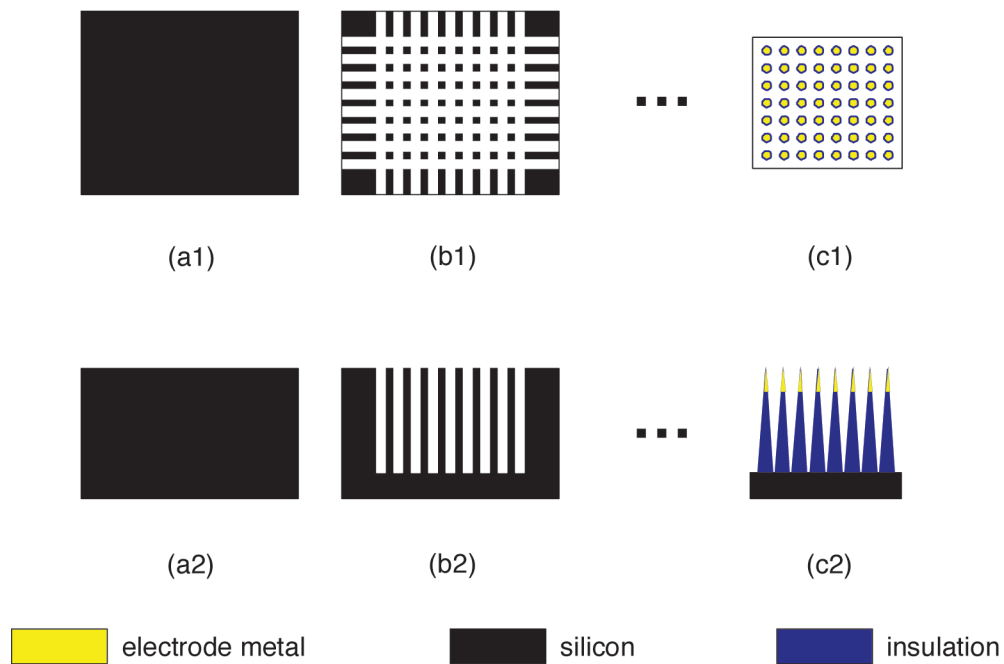 (a1) (b1) (c1)
(a2) (b2) (c2)
electrode metal silicon insulation